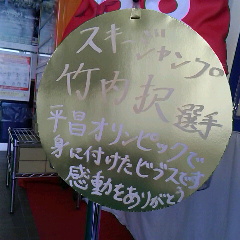 スキージャンプ
竹内択選手
平昌オリンピックで
身に付けたビブスです
感動をありがとう